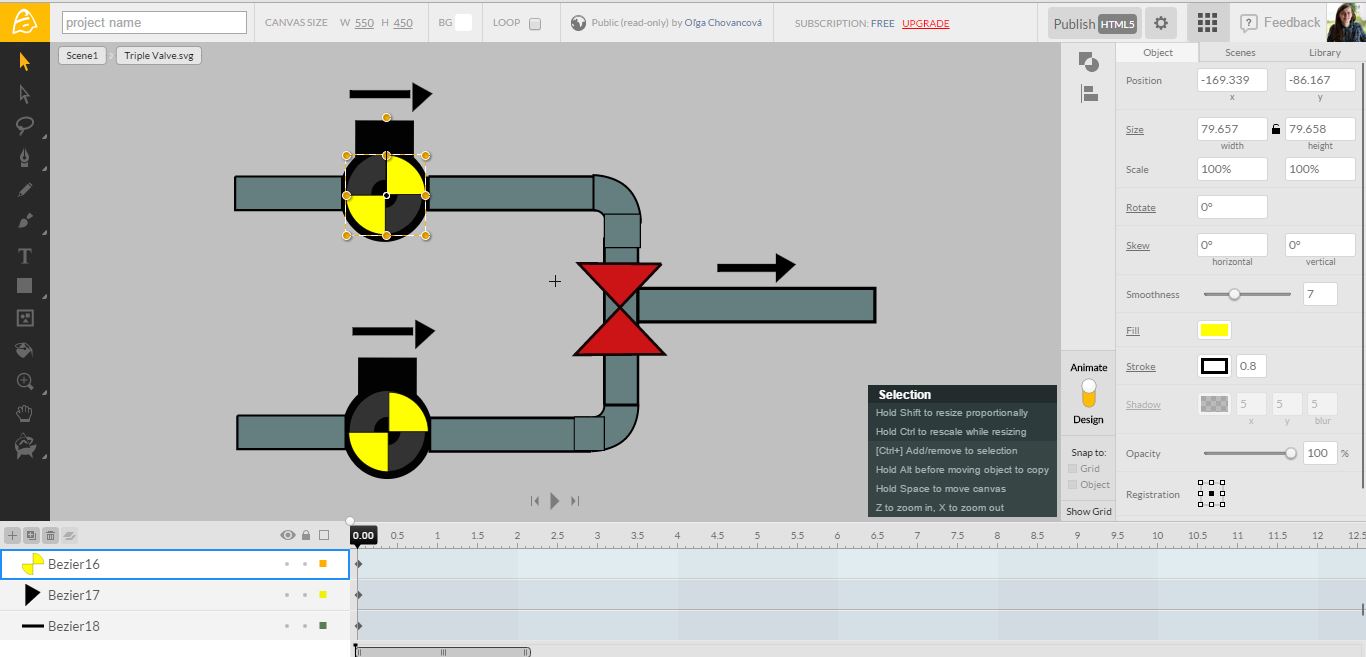 project name CANVAS SIZE W 550 H 450 BG LOOP Public (read-only) by Oľga Chovancová SUBSCRIPTION: FREE UPGRADE Publish HTML5 Feedback
Scene1 Triple Valve.svg
Object Scenes Library
Position -169.339 -86.167
x y
Size 79.657 79.658
width height
Scale 100% 100%
Rotate 0°
Skew 0° 0°
horizontal vertical
Smoothness 7
Fill
Stroke 0.8
Shadow 5 5 5
x y blur
Opacity 100 %
Registration
Animate
Design
Snap to:
Grid
Object
Show Grid
Selection
Hold Shift to resize proportionally
Hold Ctrl to rescale while resizing
[Ctrl+] Add/remove to selection
Hold Alt before moving object to copy
Hold Space to move canvas
Z to zoom in, X to zoom out
0.00 0.5 1 1.5 2 2.5 3 3.5 4 4.5 5 5.5 6 6.5 7 7.5 8 8.5 9 9.5 10 10.5 11 11.5 12 12.5
Bezier16
Bezier17
Bezier18